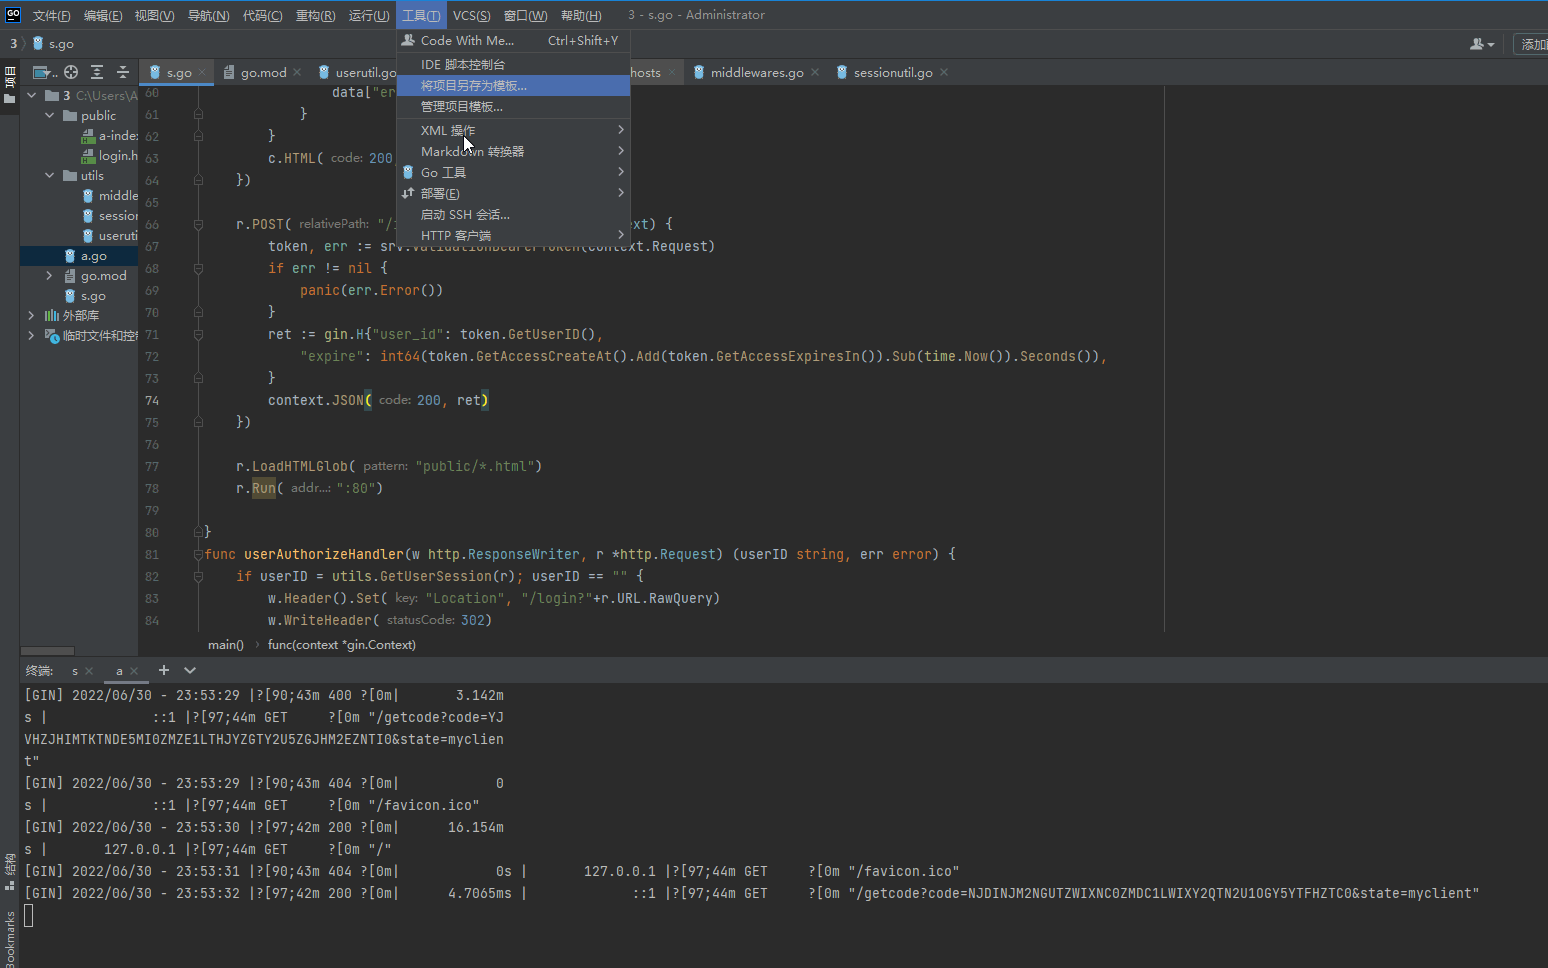 GO 文件(F) 编辑(E) 视图(V) 导航(N) 代码(C) 重构(R) 运行(U) 工具(T) VCS(S) 窗口(W) 帮助(H) 3 - s.go - Administrator
3 s.go 添加
s.go go.mod userutil.go hosts middlewares.go sessionutil.go
项目
3 C:\Users\A
public
a-index
login.h
utils
middle
session
useruti
a.go
go.mod
s.go
外部库
临时文件和控制
Code With Me... Ctrl+Shift+Y
IDE 脚本控制台
将项目另存为模板...
管理项目模板...
XML 操作
Markdown 转换器
Go 工具
部署(E)
启动 SSH 会话...
HTTP 客户端
60 data["er
61 }
62 }
63 c.HTML( code: 200,
64 })
65
66 r.POST( relativePath: "/i xt) {
67 token, err := srv.ValidationBearerToken(context.Request)
68 if err != nil {
69 panic(err.Error())
70 }
71 ret := gin.H{"user_id": token.GetUserID(),
72 "expire": int64(token.GetAccessCreateAt().Add(token.GetAccessExpiresIn()).Sub(time.Now()).Seconds()),
73 }
74 context.JSON( code: 200, ret)
75 })
76
77 r.LoadHTMLGlob( pattern: "public/*.html")
78 r.Run( addr...: ":80")
79
80 }
81 func userAuthorizeHandler(w http.ResponseWriter, r *http.Request) (userID string, err error) {
82 if userID = utils.GetUserSession(r); userID == "" {
83 w.Header().Set( key: "Location", "/login?"+r.URL.RawQuery)
84 w.WriteHeader( statusCode: 302)
main() › func(context *gin.Context)
终端: s a
[GIN] 2022/06/30 - 23:53:29 |?[90;43m 400 ?[0m| 3.142m
s | ::1 |?[97;44m GET ?[0m "/getcode?code=YJ
VHZJHIMTKTNDE5MI0ZMZE1LTHJYZGTY2U5ZGJHM2EZNTI0&state=myclien
t"
[GIN] 2022/06/30 - 23:53:29 |?[90;43m 404 ?[0m| 0
s | ::1 |?[97;44m GET ?[0m "/favicon.ico"
[GIN] 2022/06/30 - 23:53:30 |?[97;42m 200 ?[0m| 16.154m
s | 127.0.0.1 |?[97;44m GET ?[0m "/"
[GIN] 2022/06/30 - 23:53:31 |?[90;43m 404 ?[0m| 0s | 127.0.0.1 |?[97;44m GET ?[0m "/favicon.ico"
[GIN] 2022/06/30 - 23:53:32 |?[97;42m 200 ?[0m| 4.7065ms | ::1 |?[97;44m GET ?[0m "/getcode?code=NJDINJM2NGUTZWIXNC0ZMDC1LWIXY2QTN2U1OGY5YTFHZTC0&state=myclient"
结构
Bookmarks